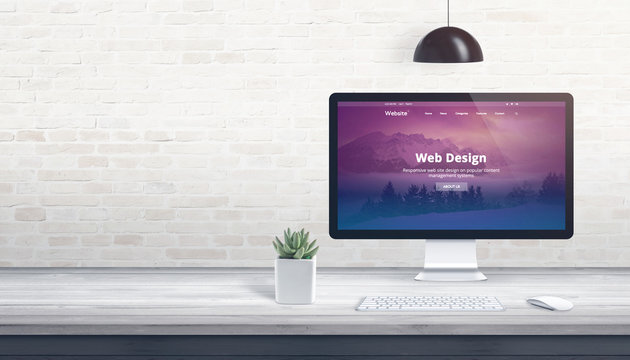 Website
Home News Categories Features Contact
Web Design
Responsive web site design on popular content
management systems
ABOUT US